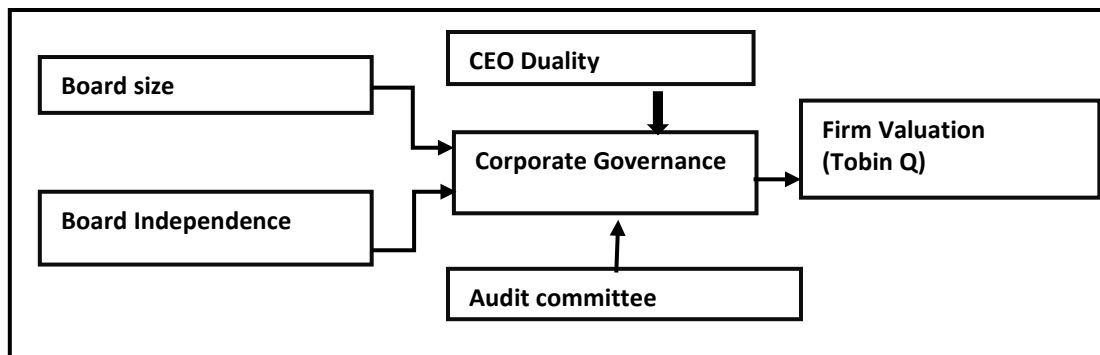 CEO Duality
Board size
Firm Valuation
(Tobin Q)
Corporate Governance
Board Independence
Audit committee